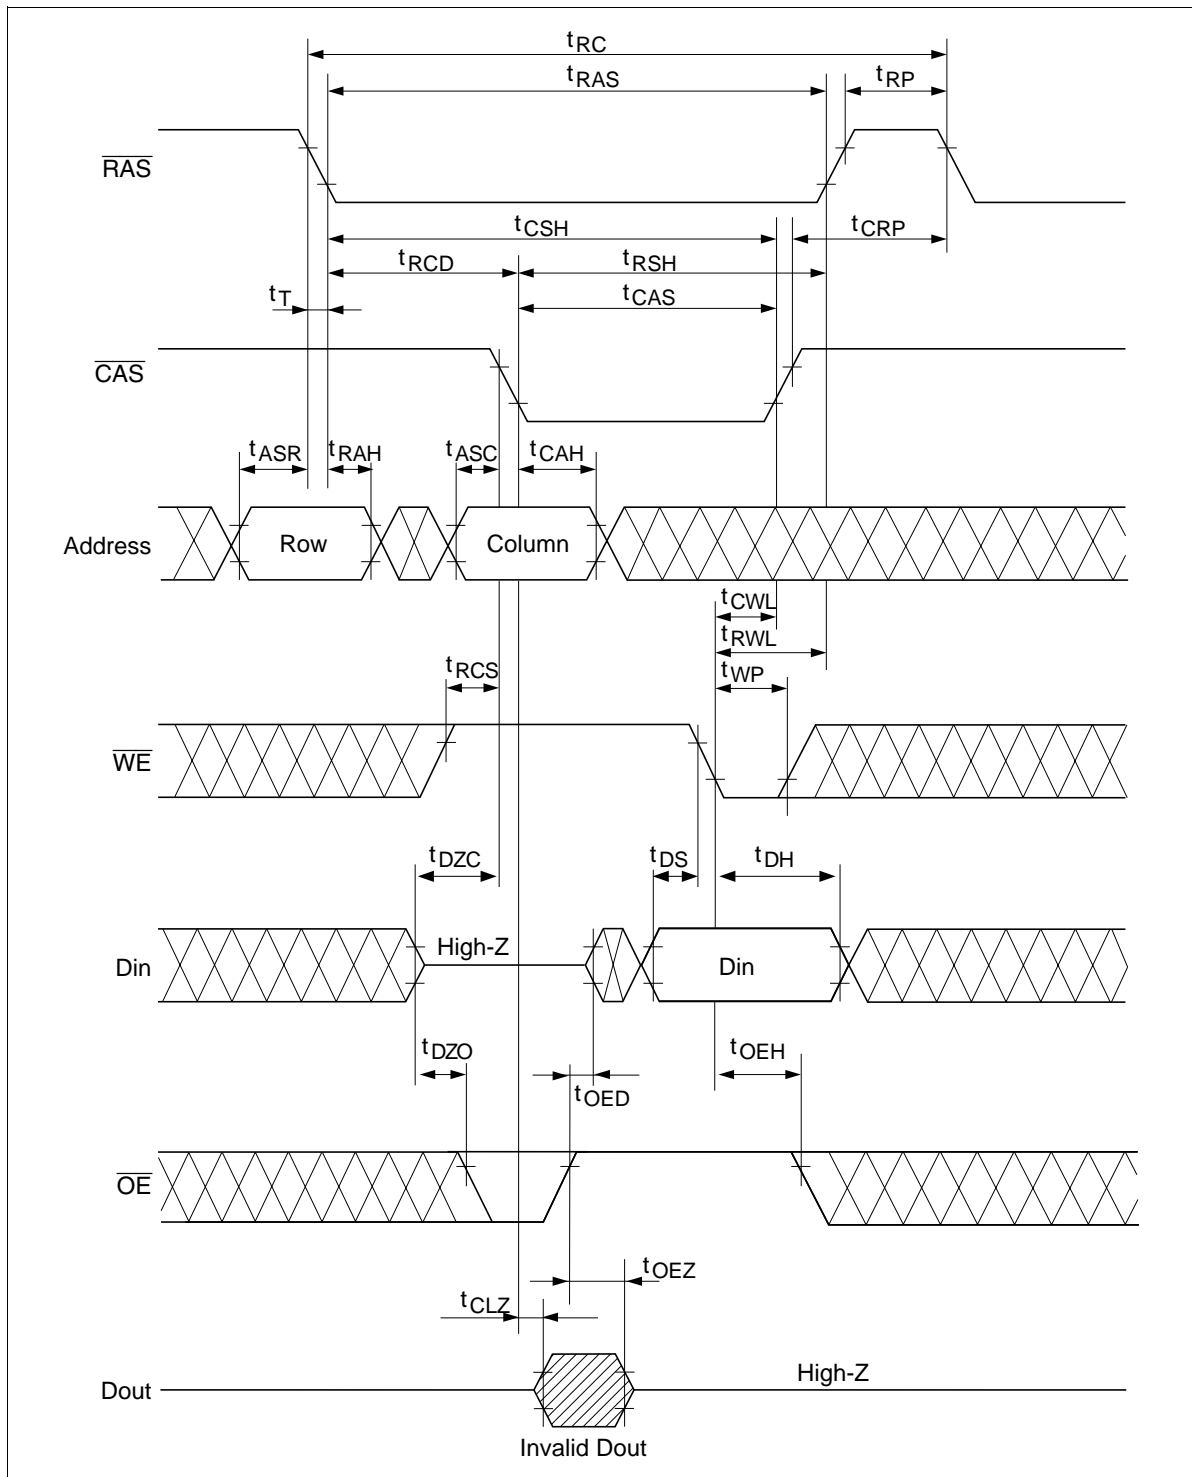 tRC
tRAS
tRP
RAS
tCSH
tCRP
tRCD
tRSH
tT
tCAS
CAS
tASR
tRAH
tASC
tCAH
Address
Row
Column
tCWL
tRWL
tRCS
tWP
WE
tDZC
tDS
tDH
High-Z
Din
Din
tDZO
tOEH
tOED
OE
tOEZ
tCLZ
High-Z
Dout
Invalid Dout